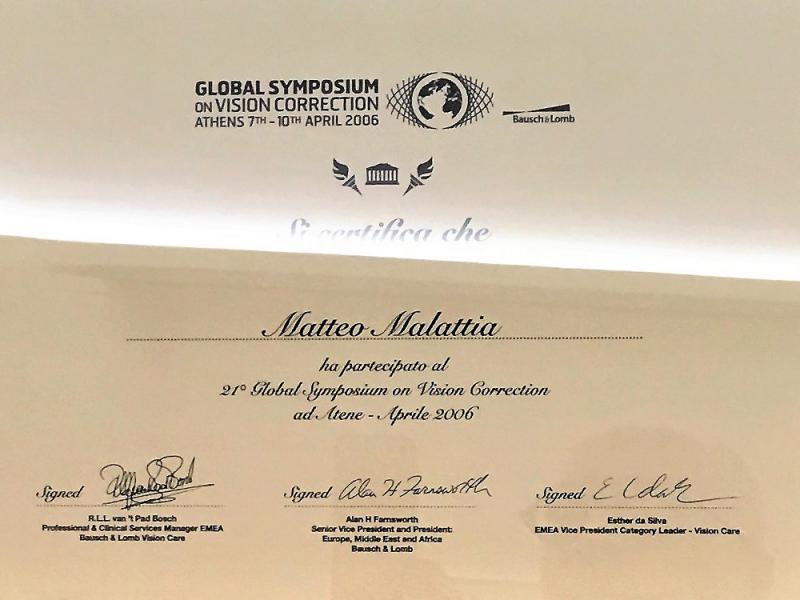 GLOBAL SYMPOSIUM
ON VISION CORRECTION
ATHENS 7TH - 10TH APRIL 2006
Bausch & Lomb
Si certifica che
Matteo Malattia
ha partecipato al
21° Global Symposium on Vision Correction
ad Atene - Aprile 2006
Signed
R.L.L. van 't Pad Bosch
Professional & Clinical Services Manager EMEA
Bausch & Lomb Vision Care
Signed Alan H Farnsworth
Alan H Farnsworth
Senior Vice President and President:
Europe, Middle East and Africa
Bausch & Lomb
Signed
Esther da Silva
EMEA Vice President Category Leader - Vision Care